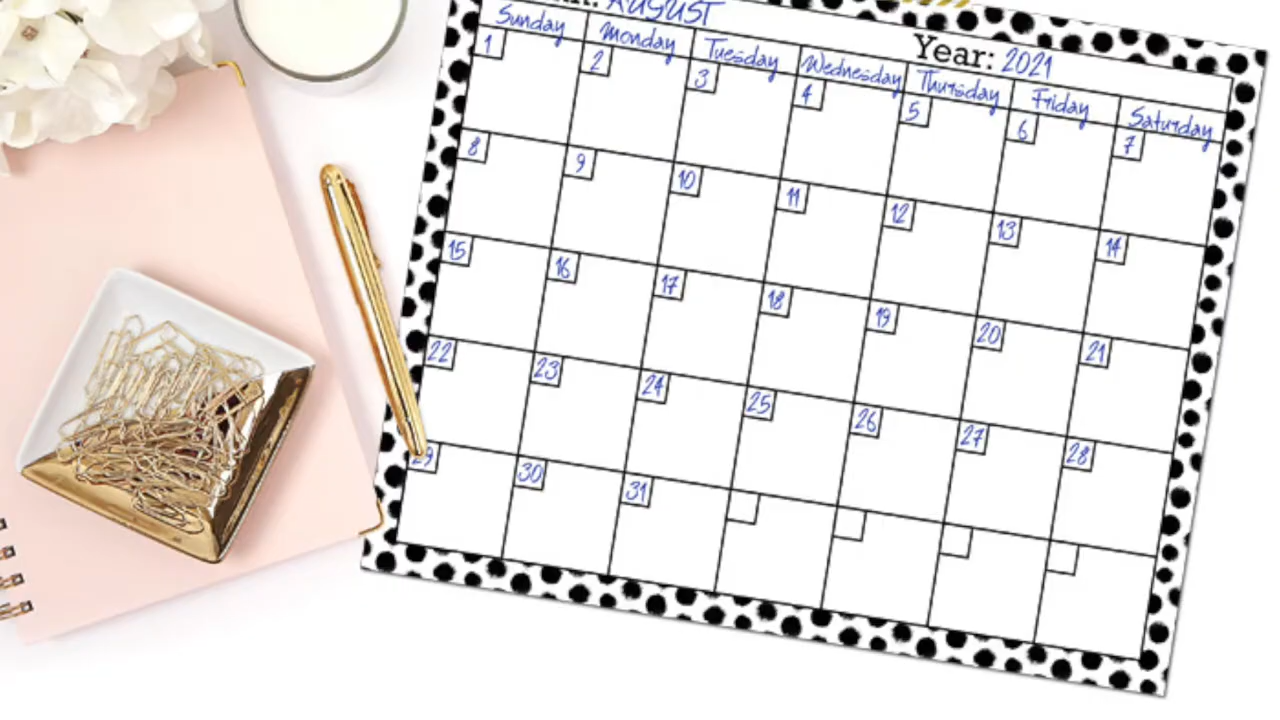 AUGUST
Year: 2021
Sunday Monday Tuesday Wednesday Thursday Friday Saturday
1 2 3 4 5 6 7
8 9 10 11 12 13 14
15 16 17 18 19 20 21
22 23 24 25 26 27 28
29 30 31